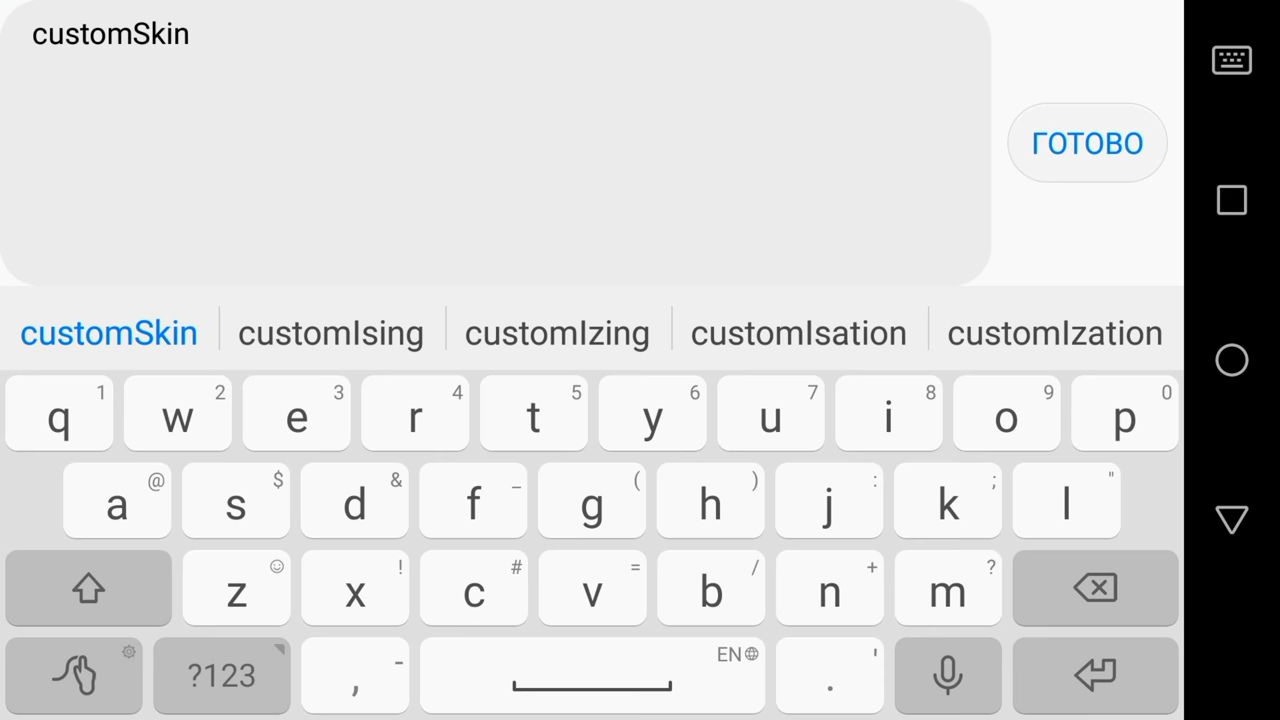 customSkin
ГОТОВО
customSkin customIsing customIzing customIsation customIzation
1 2 3 4 5 6 7 8 9 0
q w e r t y u i o p
@ $ & _ ( ) : ; "
a s d f g h j k l
! # = / + ?
z x c v b n m
?123 , - EN . '